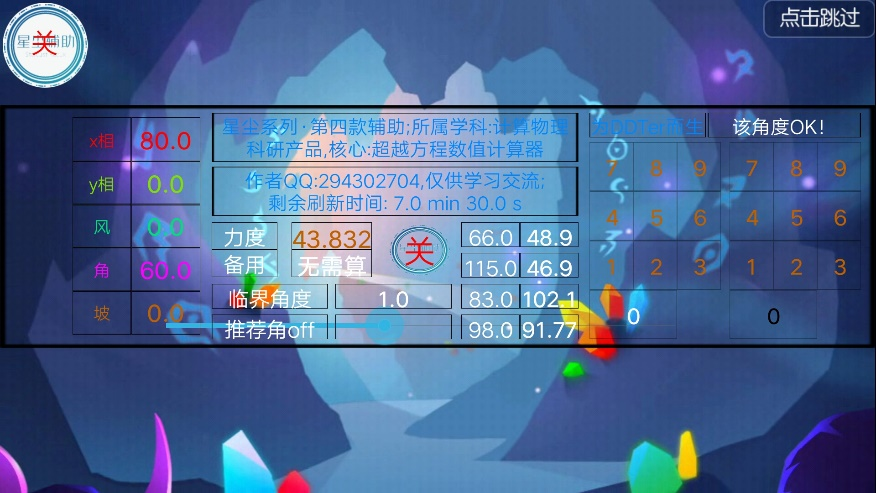 点击跳过
星尘辅助
关
星尘系列·第四款辅助;所属学科:计算物理
科研产品,核心:超越方程数值计算器
作者QQ:294302704,仅供学习交流;
剩余刷新时间: 7.0 min 30.0 s
该角度OK!
x相 80.0
y相 0.0
风 0.0
角 60.0
坡 0.0
力度 43.832
备用 无需算
关
临界角度 1.0
推荐角off
66.0 48.9
115.0 46.9
83.0 102.1
98.0 91.77
7 8 9 7 8 9
4 5 6 4 5 6
1 2 3 1 2 3
0 0